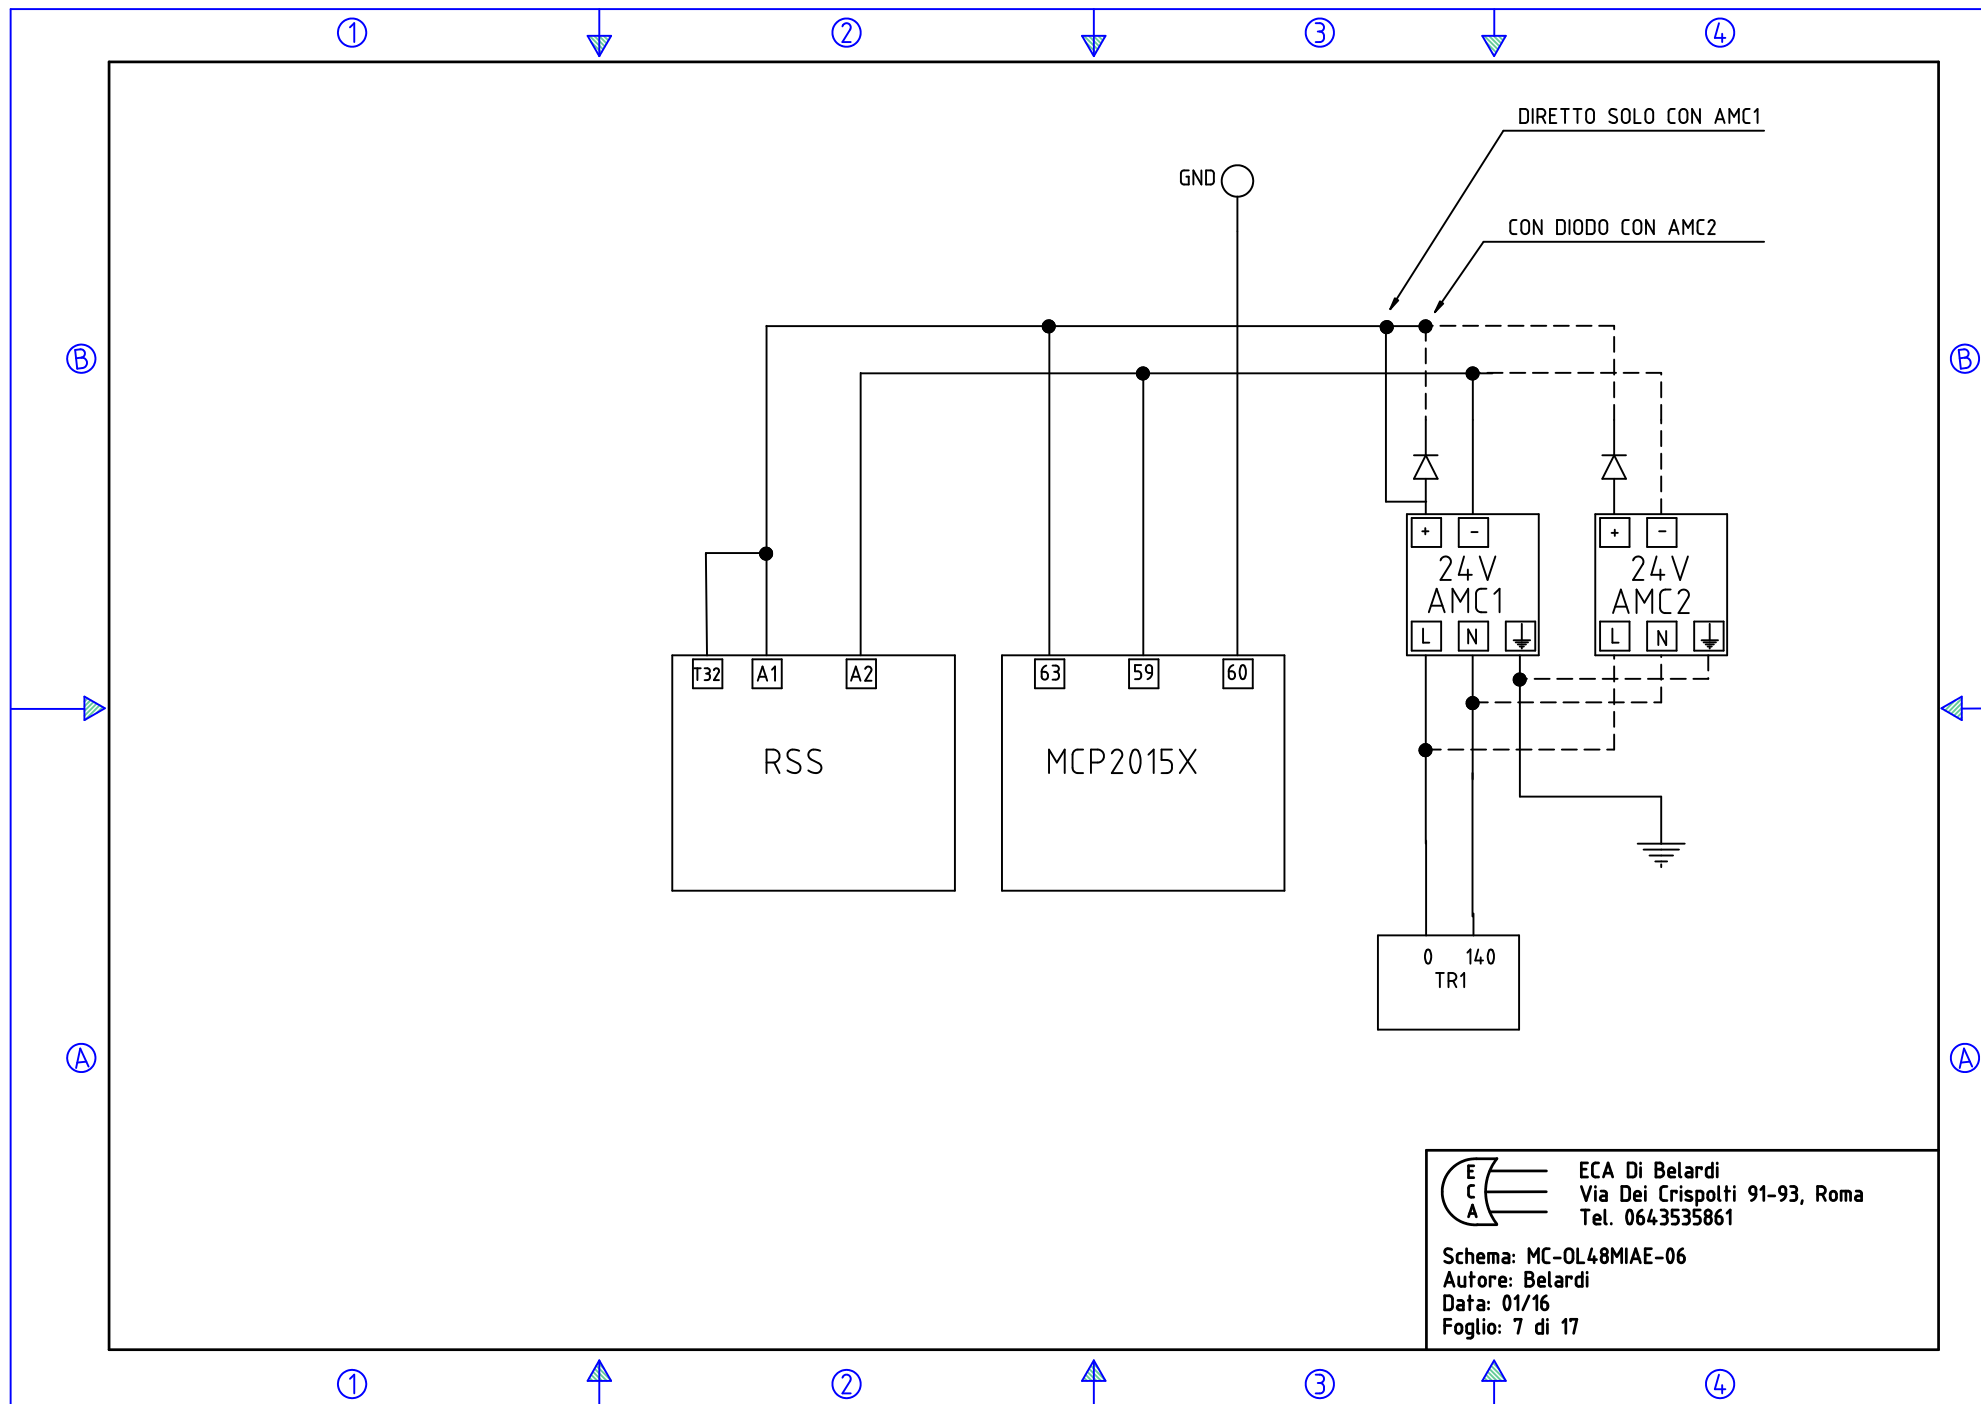 1 2 3 4
DIRETTO SOLO CON AMC1
GND
CON DIODO CON AMC2
B B
+ - + -
24V 24V
AMC1 AMC2
L N L N
T32 A1 A2 63 59 60
RSS MCP2015X
0 140
TR1
A A
E
C
A
ECA Di Belardi
Via Dei Crispolti 91-93, Roma
Tel. 0643535861
Schema: MC-OL48MIAE-06
Autore: Belardi
Data: 01/16
Foglio: 7 di 17
1 2 3 4